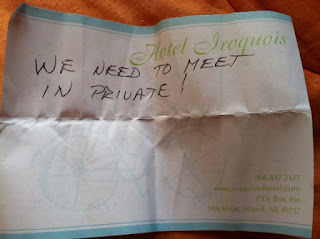 Hotel Iroquois
WE NEED TO MEET
IN PRIVATE!
906 847 3321
www.iroquoishotel.com
P.O. Box 456
Mackinac Island, MI 49757